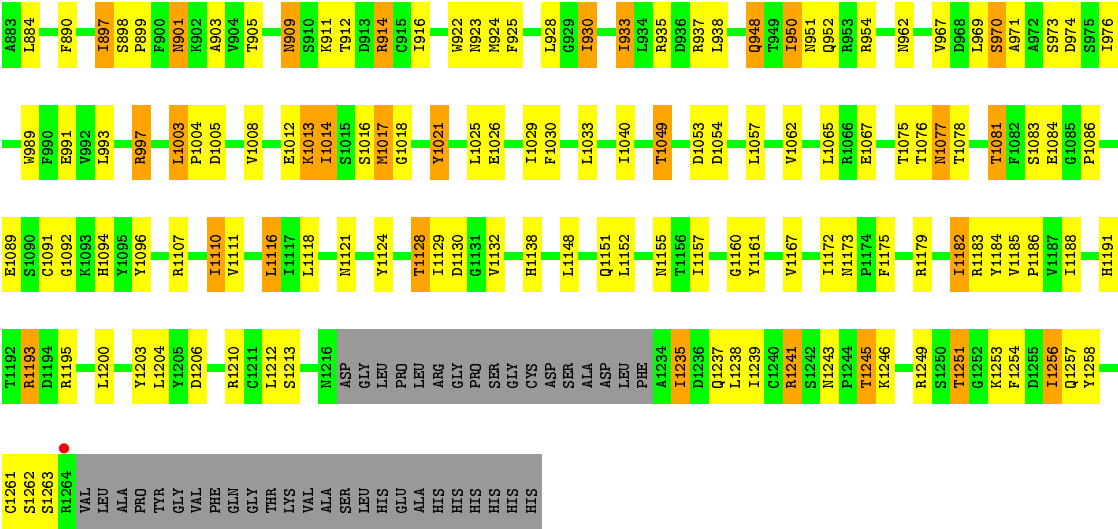 A883 L884 F890 I897 S898 P899 F900 N901 K902 A903 V904 T905 N909 S910 K911 T912 D913 R914 C915 I916 W922 N923 M924 F925 L928 G929 I930 I933 L934 R935 D936 R937 L938 Q948 T949 I950 N951 Q952 R953 R954 N962 V967 D968 L969 S970 A971 A972 S973 D974 S975 I976
W989 F990 E991 V992 L993 R997 L1003 P1004 D1005 V1008 E1012 K1013 I1014 S1015 S1016 M1017 G1018 Y1021 L1025 E1026 I1029 F1030 L1033 I1040 T1049 D1053 D1054 L1057 V1062 L1065 R1066 E1067 T1075 T1076 N1077 T1078 T1081 F1082 S1083 E1084 G1085 P1086
E1089 S1090 C1091 G1092 K1093 H1094 Y1095 Y1096 R1107 I1110 V1111 L1116 I1117 L1118 N1121 Y1124 T1128 I1129 D1130 G1131 V1132 H1138 L1148 Q1151 L1152 N1155 T1156 I1157 G1160 Y1161 V1167 I1172 N1173 P1174 F1175 R1179 I1182 R1183 Y1184 V1185 P1186 V1187 I1188 H1191
T1192 R1193 D1194 R1195 L1200 Y1203 L1204 Y1205 D1206 R1210 C1211 L1212 S1213 N1216 ASP GLY LEU PRO LEU ARG GLY PRO SER GLY CYS ASP SER ALA ASP LEU PHE A1234 I1235 D1236 Q1237 L1238 I1239 C1240 R1241 S1242 N1243 P1244 T1245 K1246 R1249 S1250 T1251 G1252 K1253 F1254 D1255 I1256 Q1257 Y1258
C1261 S1262 S1263 R1264 VAL LEU ALA PRO TYR GLY VAL PHE GLN GLY THR LYS VAL ALA SER LEU HIS GLU ALA HIS HIS HIS HIS HIS HIS